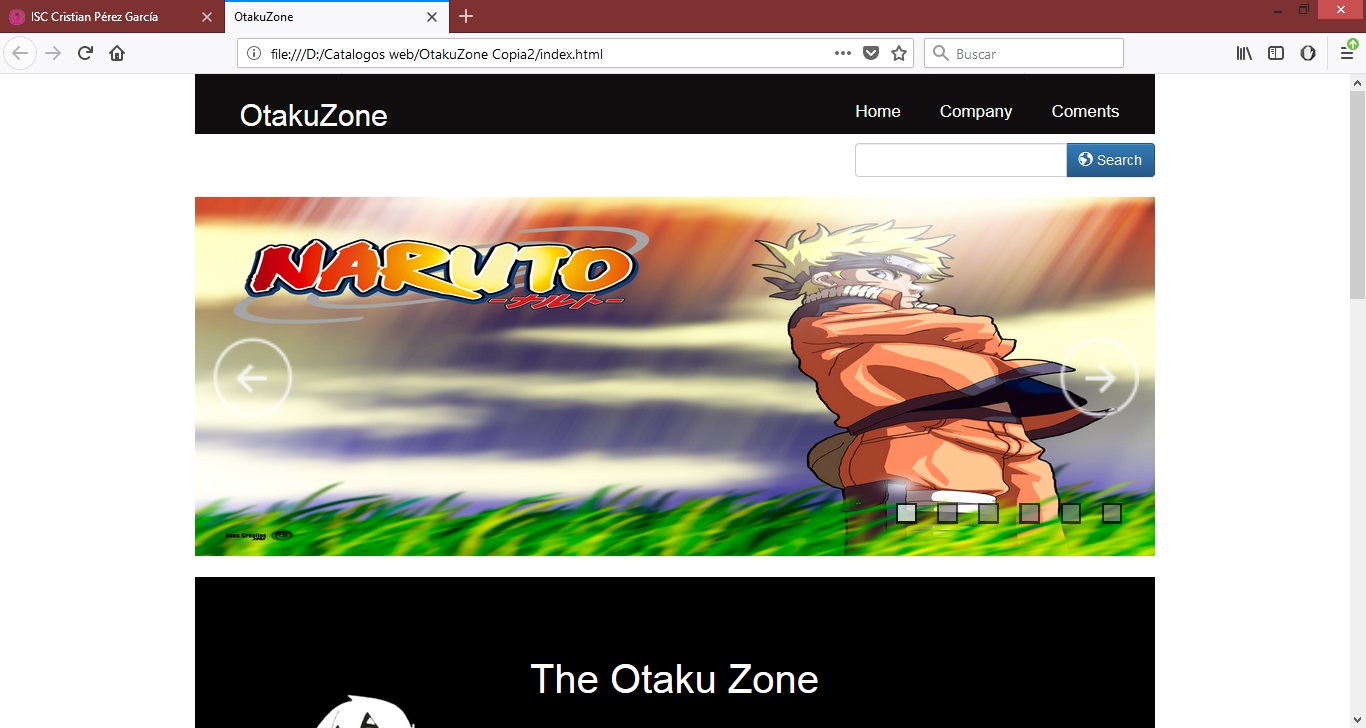 ISC Cristian Pérez García
OtakuZone
file:///D:/Catalogos web/OtakuZone Copia2/index.html
Buscar
OtakuZone
Home
Company
Coments
Search
NARUTO
-ナルト-
The Otaku Zone